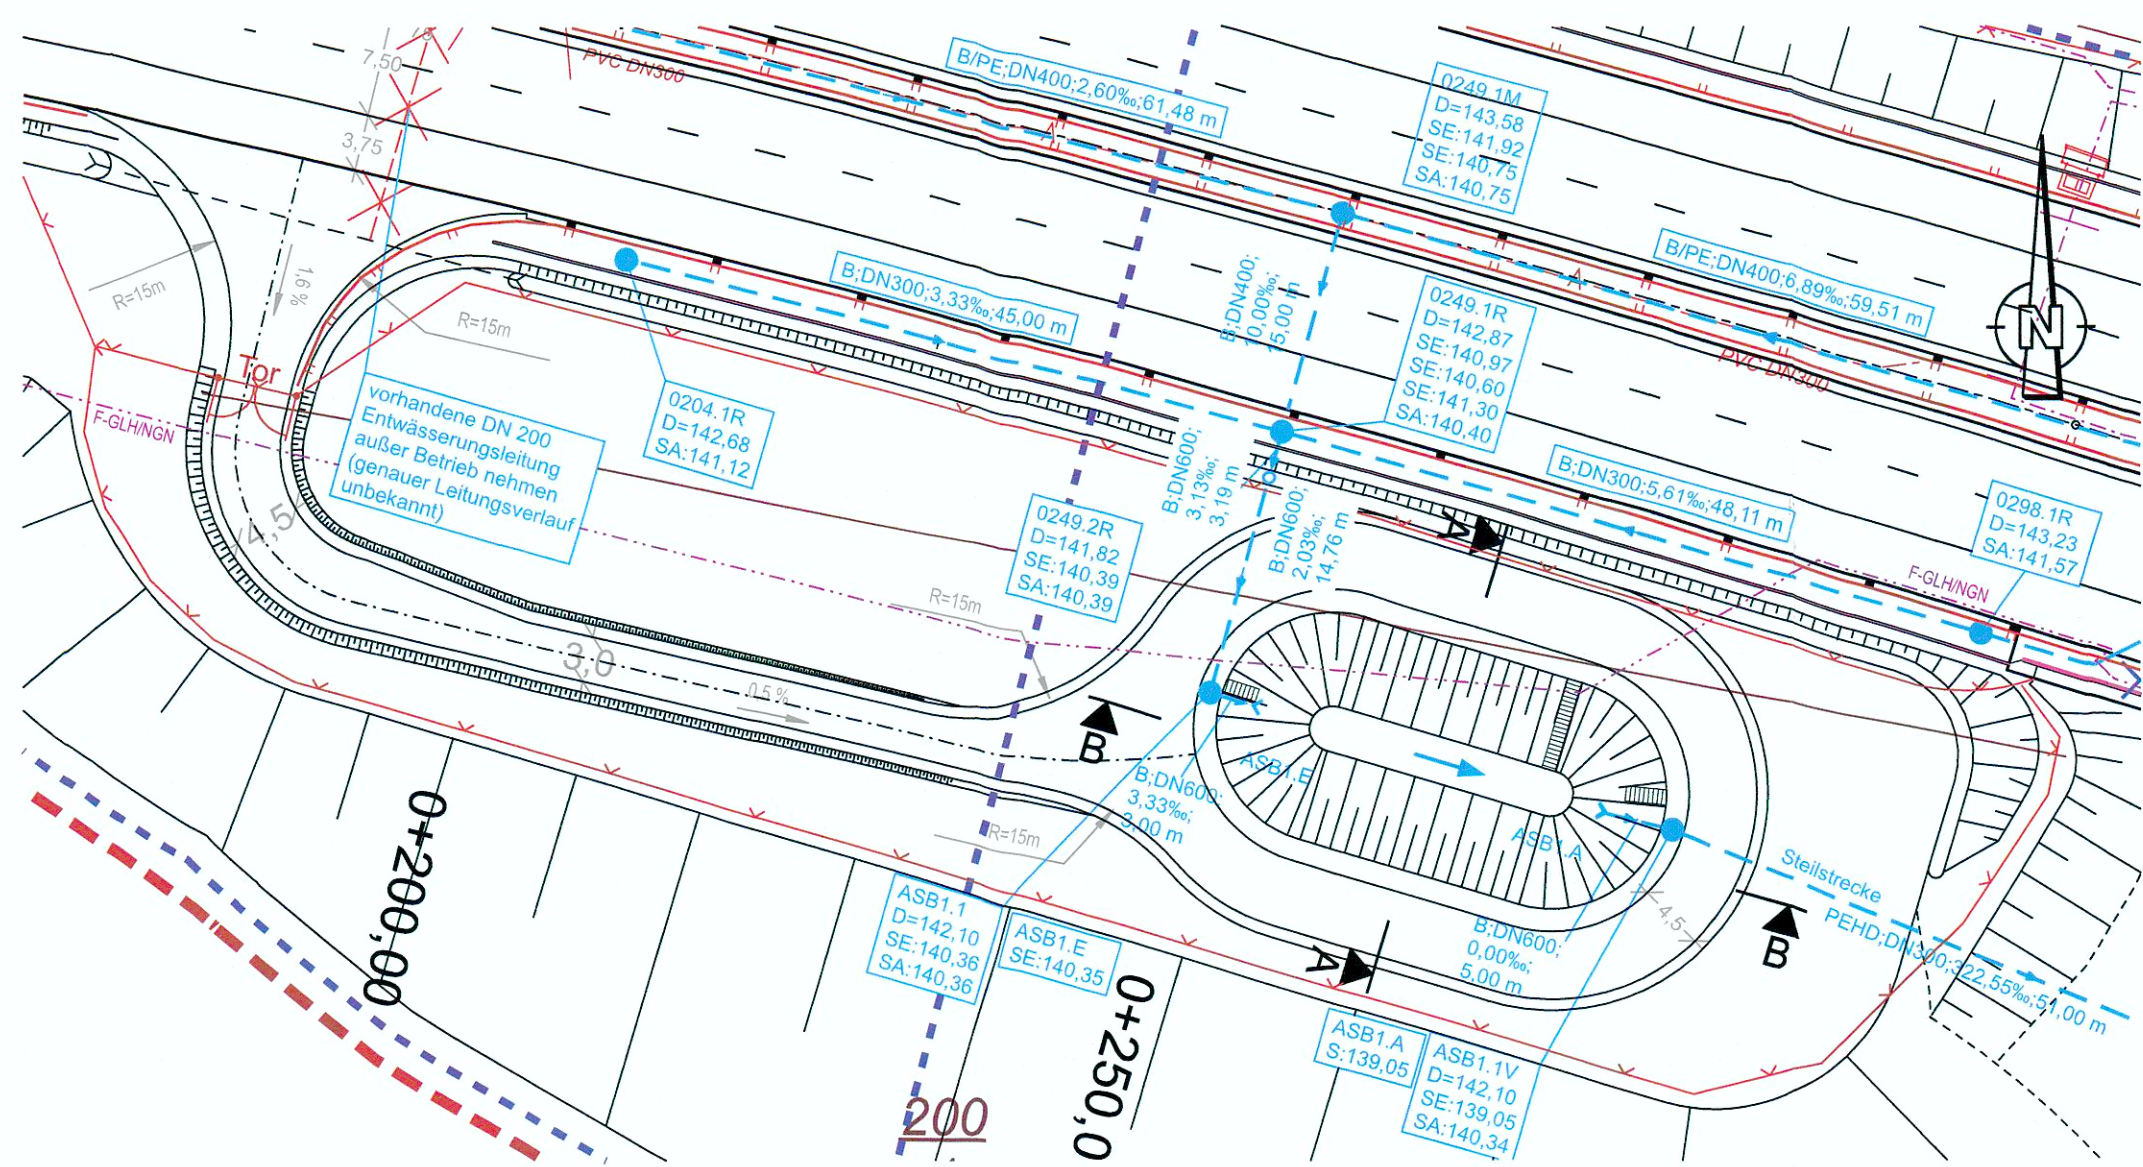 7,50
3,75
PVC DN300
B/PE;DN400;2,60‰;61,48 m
0249.1M
D=143,58
SE:141,92
SE:140,75
SA:140,75
B/PE;DN400;6,89‰;59,51 m
N
PVC DN300
R=15m
1,6 %
R=15m
B;DN300;3,33‰;45,00 m
B;DN400;
10,00‰;
15.00 m
0249.1R
D=142,87
SE:140,97
SE:140,60
SE:141,30
SA:140,40
Tor
F-GLH/NGN
vorhandene DN 200
Entwässerungsleitung
außer Betrieb nehmen
(genauer Leitungsverlauf
unbekannt)
0204.1R
D=142,68
SA:141,12
B;DN600;
3,13‰;
3,19 m
B;DN300;5,61‰;48,11 m
0298.1R
D=143,23
SA:141,57
F-GLH/NGN
4,5
0249.2R
D=141,82
SE:140,39
SA:140,39
B;DN600;
2,03‰;
14,76 m
A
R=15m
3,0
0,5 %
B
ASB1.E
B;DN600;
3,33‰;
3,00 m
R=15m
ASB1.A
Steilstrecke
PEHD;DN300;322,55‰;51,00 m
4,5
B
0+200,00
ASB1.1
D=142,10
SE:140,36
SA:140,36
ASB1.E
SE:140,35
A
B;DN600;
0,00‰;
5,00 m
0+250,0
ASB1.A
S:139,05
ASB1.1V
D=142,10
SE:139,05
SA:140,34
200